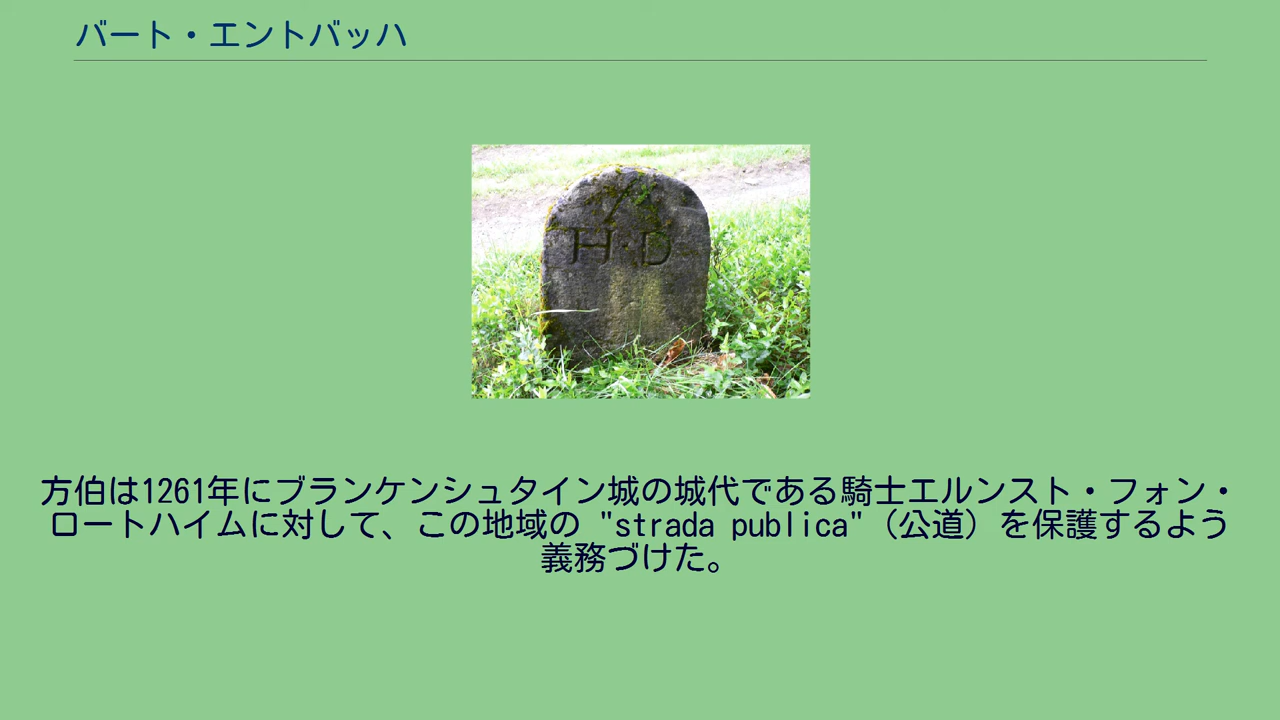 バート・エントバッハ
H·D
方伯は1261年にブランケンシュタイン城の城代である騎士エルンスト・フォン・
ロートハイムに対して、この地域の "strada publica"（公道）を保護するよう
義務づけた。